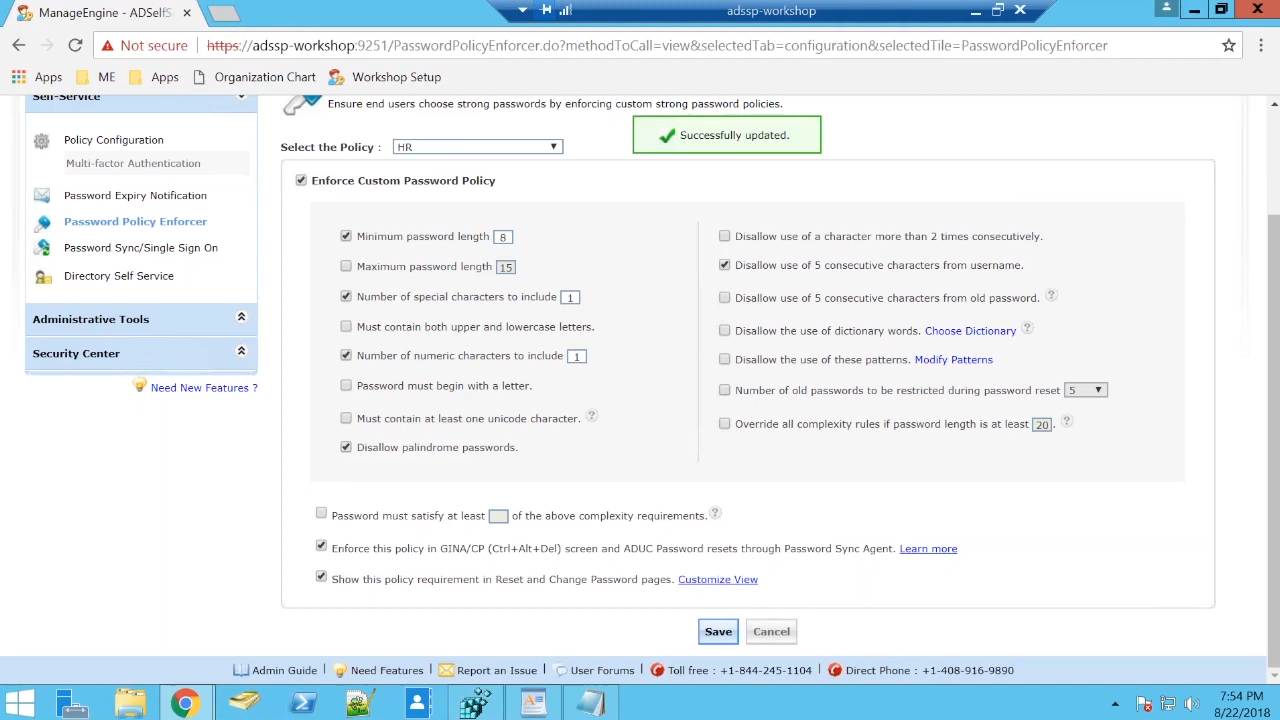 ManageEngine - ADSelfS
adssp-workshop
Not secure
https://adssp-workshop:9251/PasswordPolicyEnforcer.do?methodToCall=view&selectedTab=configuration&selectedTile=PasswordPolicyEnforcer
Apps
ME
Apps
Organization Chart
Workshop Setup
Self-Service
Policy Configuration
Multi-factor Authentication
Password Expiry Notification
Password Policy Enforcer
Password Sync/Single Sign On
Directory Self Service
Administrative Tools
Security Center
Need New Features ?
Ensure end users choose strong passwords by enforcing custom strong password policies.
Successfully updated.
Select the Policy : HR
Enforce Custom Password Policy
Minimum password length 8
Maximum password length 15
Number of special characters to include 1
Must contain both upper and lowercase letters.
Number of numeric characters to include 1
Password must begin with a letter.
Must contain at least one unicode character. ?
Disallow palindrome passwords.
Disallow use of a character more than 2 times consecutively.
Disallow use of 5 consecutive characters from username.
Disallow use of 5 consecutive characters from old password. ?
Disallow the use of dictionary words. Choose Dictionary ?
Disallow the use of these patterns. Modify Patterns
Number of old passwords to be restricted during password reset 5
Override all complexity rules if password length is at least 20 . ?
Password must satisfy at least of the above complexity requirements. ?
Enforce this policy in GINA/CP (Ctrl+Alt+Del) screen and ADUC Password resets through Password Sync Agent. Learn more
Show this policy requirement in Reset and Change Password pages. Customize View
Save
Cancel
Admin Guide | Need Features | Report an Issue | User Forums | Toll free : +1-844-245-1104 | Direct Phone : +1-408-916-9890
7:54 PM
8/22/2018